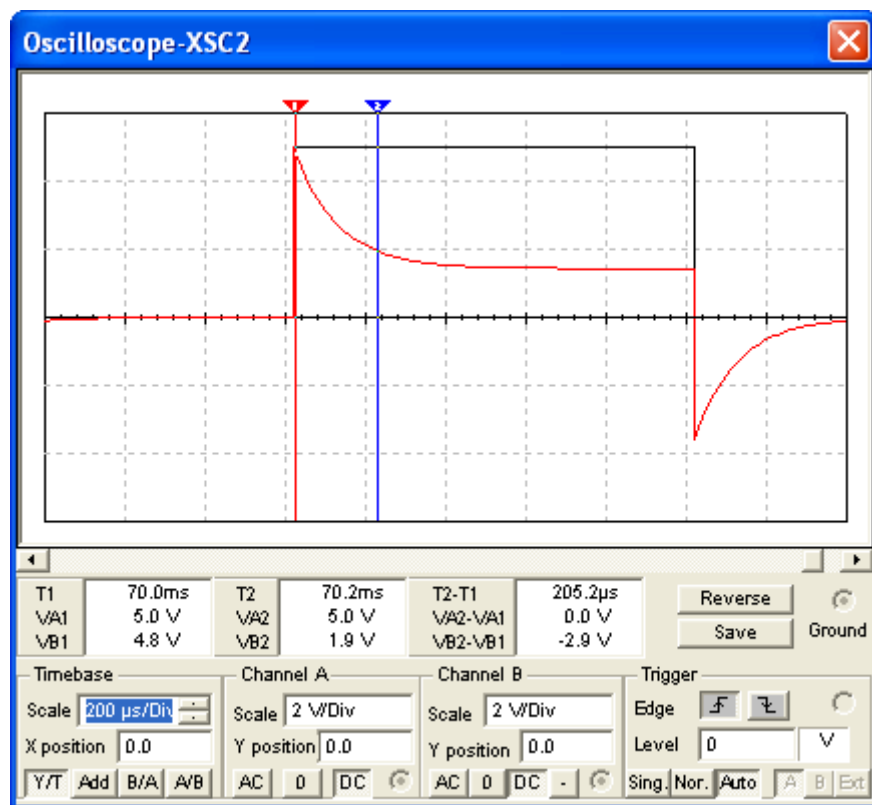 Oscilloscope-XSC2
1 2
T1 70.0ms T2 70.2ms T2-T1 205.2µs Reverse
VA1 5.0 V VA2 5.0 V VA2-VA1 0.0 V
VB1 4.8 V VB2 1.9 V VB2-VB1 -2.9 V Save Ground
Timebase Channel A Channel B Trigger
Scale 200 µs/Div Scale 2 V/Div Scale 2 V/Div Edge
X position 0.0 Y position 0.0 Y position 0.0 Level 0 V
Y/T Add B/A A/B AC 0 DC AC 0 DC - Sing. Nor. Auto A B Ext